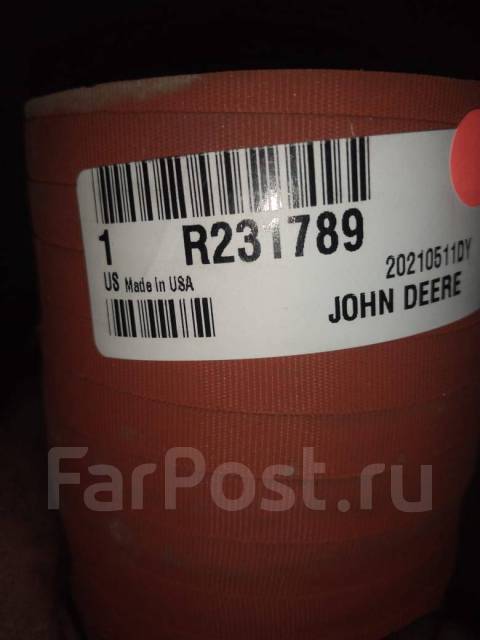 1 R231789
US Made in USA
20210511DY
JOHN DEERE
FarPost.ru